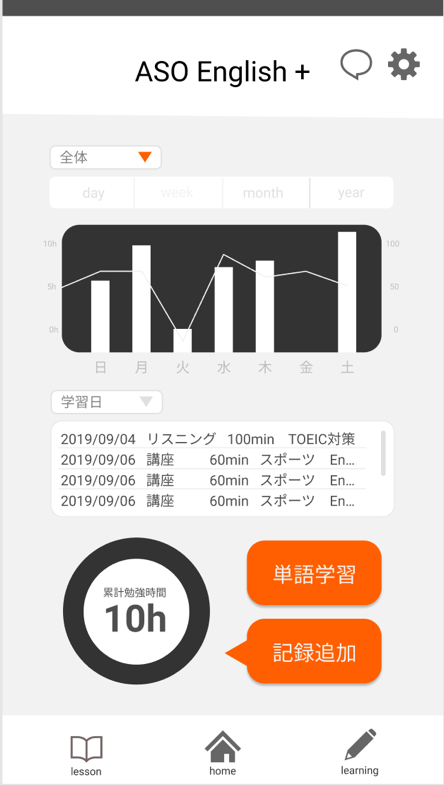 ASO English +
全体
day week month year
10h 100
5h 50
0h 0
日 月 火 水 木 金 土
学習日
2019/09/04 リスニング 100min TOEIC対策
2019/09/06 講座 60min スポーツ En...
2019/09/06 講座 60min スポーツ En...
2019/09/06 講座 60min スポーツ En...
累計勉強時間
10h
単語学習
記録追加
lesson home learning